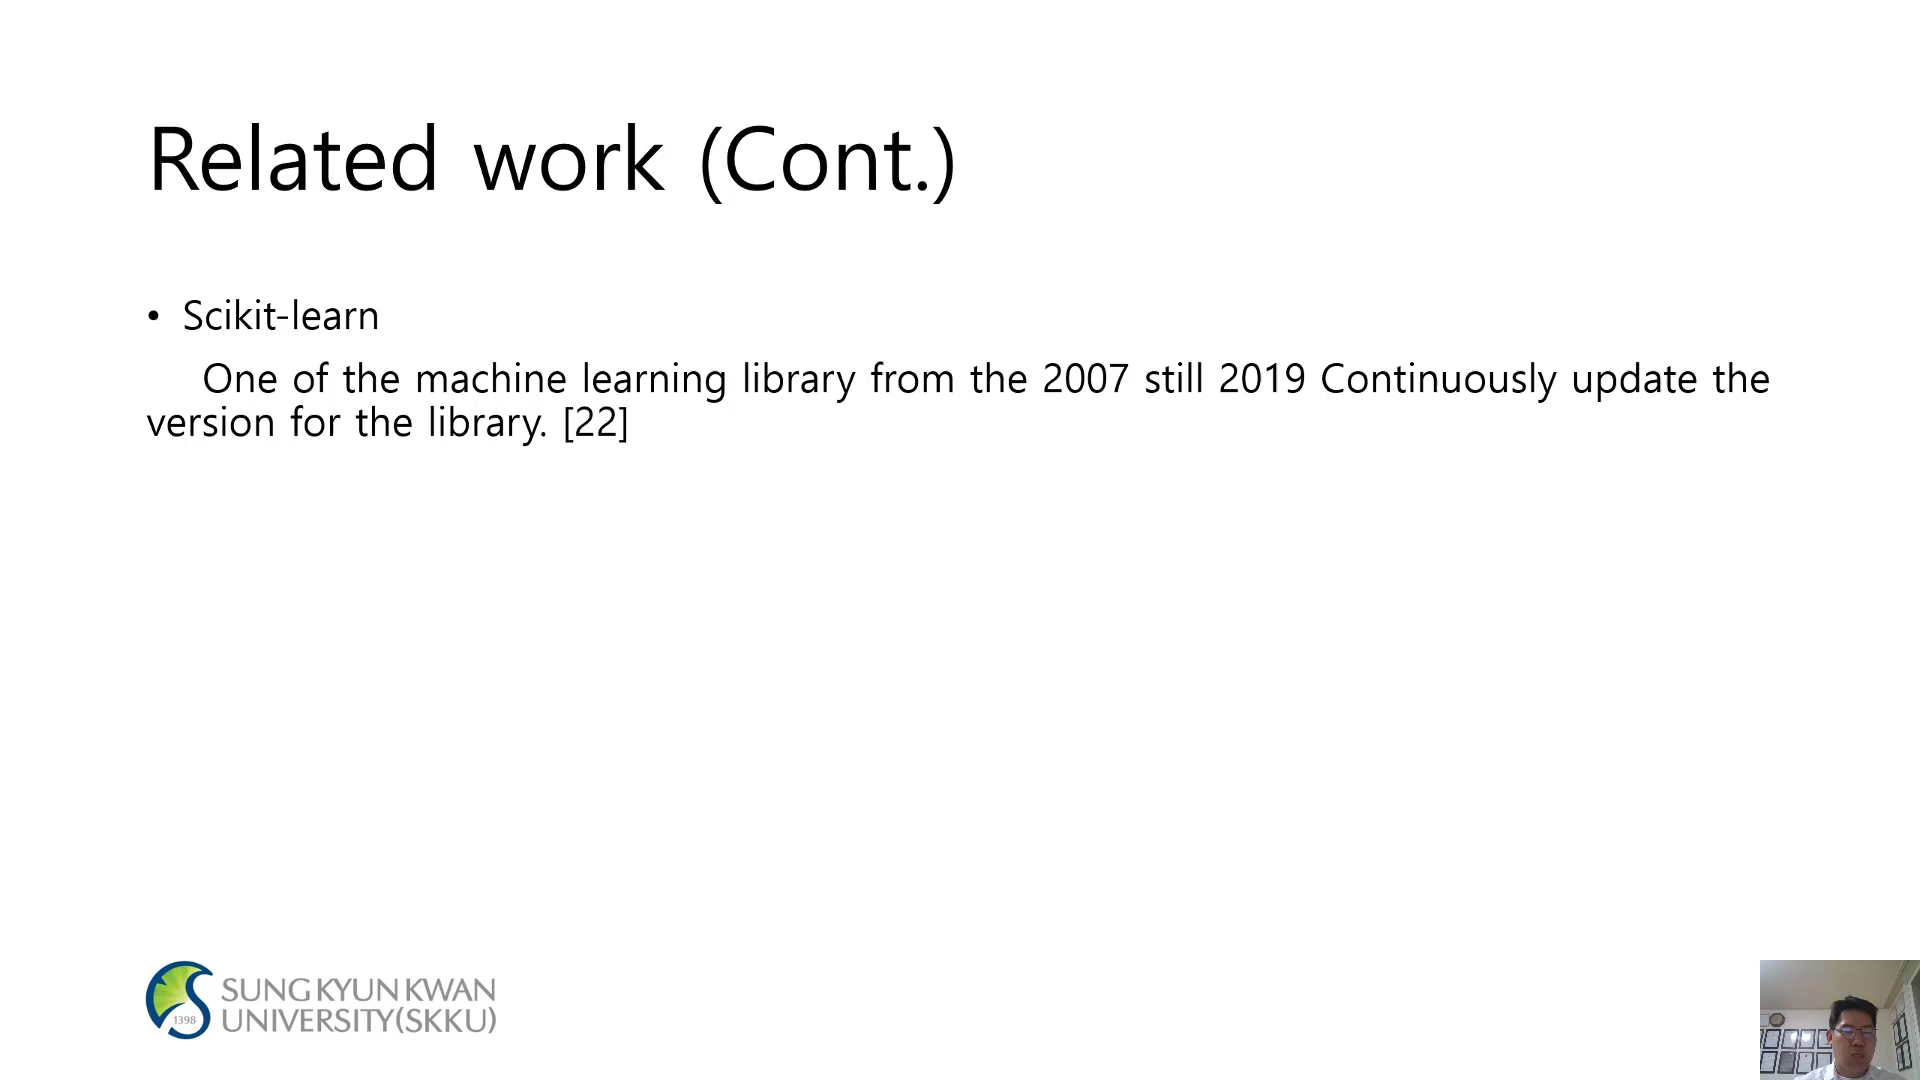 Related work (Cont.)
• Scikit-learn
One of the machine learning library from the 2007 still 2019 Continuously update the
version for the library. [22]
1398
SUNG KYUN KWAN
UNIVERSITY(SKKU)